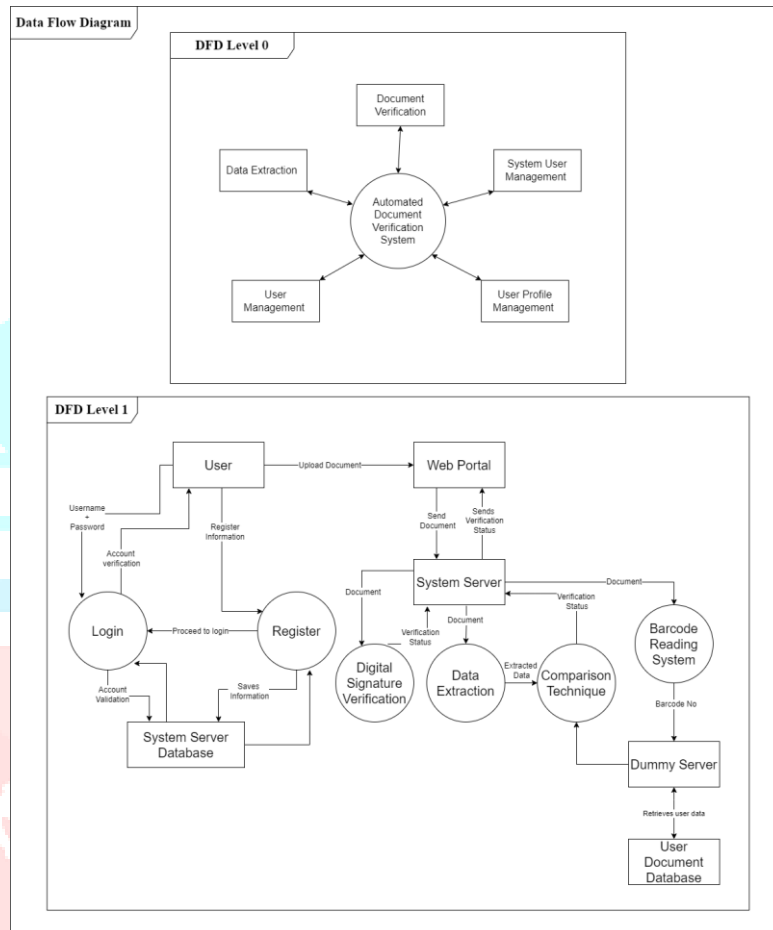 Data Flow Diagram
DFD Level 0
Document
Verification
Data Extraction
System User
Management
Automated
Document
Verification
System
User
Management
User Profile
Management
DFD Level 1
User
Upload Document
Web Portal
Username
+
Password
Register
Information
Send
Document
Sends
Verification
Status
Account
verification
System Server
Document
Document
Document
Verification
Status
Verification
Status
Login
Proceed to login
Register
Digital
Signature
Verification
Data
Extraction
Extracted
Data
Comparison
Technique
Barcode
Reading
System
Account
Validation
Saves
Information
Barcode No
System Server
Database
Dummy Server
Retrieves user data
User
Document
Database